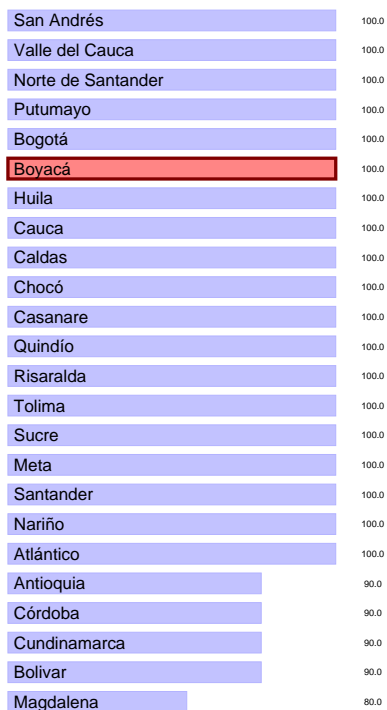 San Andrés 100.0
Valle del Cauca 100.0
Norte de Santander 100.0
Putumayo 100.0
Bogotá 100.0
Boyacá 100.0
Huila 100.0
Cauca 100.0
Caldas 100.0
Chocó 100.0
Casanare 100.0
Quindío 100.0
Risaralda 100.0
Tolima 100.0
Sucre 100.0
Meta 100.0
Santander 100.0
Nariño 100.0
Atlántico 100.0
Antioquia 90.0
Córdoba 90.0
Cundinamarca 90.0
Bolivar 90.0
Magdalena 80.0